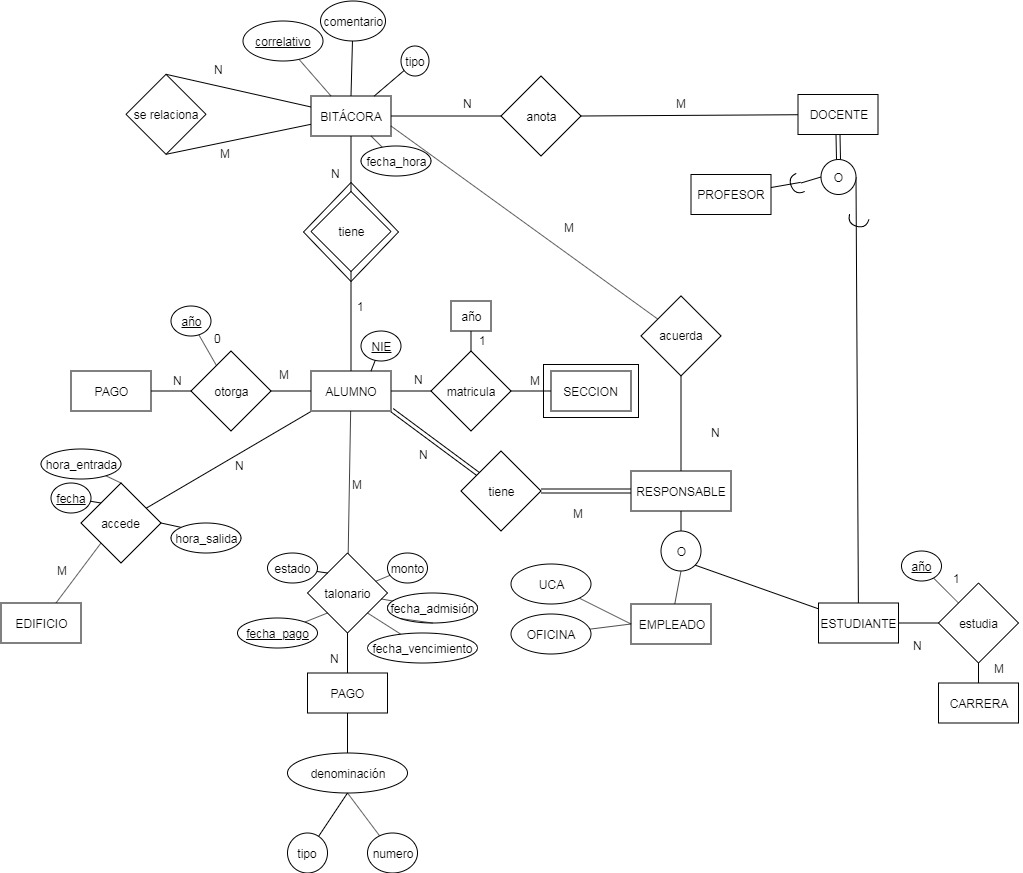 comentario
correlativo
tipo
N
se relaciona
BITÁCORA
N
anota
M
DOCENTE
M
fecha_hora
N
O
PROFESOR
tiene
M
1
año
0
año
1
NIE
acuerda
PAGO
N
otorga
M
ALUMNO
N
matricula
M
SECCION
N
N
hora_entrada
N
M
fecha
accede
tiene
RESPONSABLE
M
hora_salida
O
M
estado
monto
UCA
año
1
talonario
fecha_admisión
EDIFICIO
fecha_pago
OFICINA
EMPLEADO
ESTUDIANTE
estudia
fecha_vencimiento
N
N
M
PAGO
CARRERA
denominación
tipo
numero